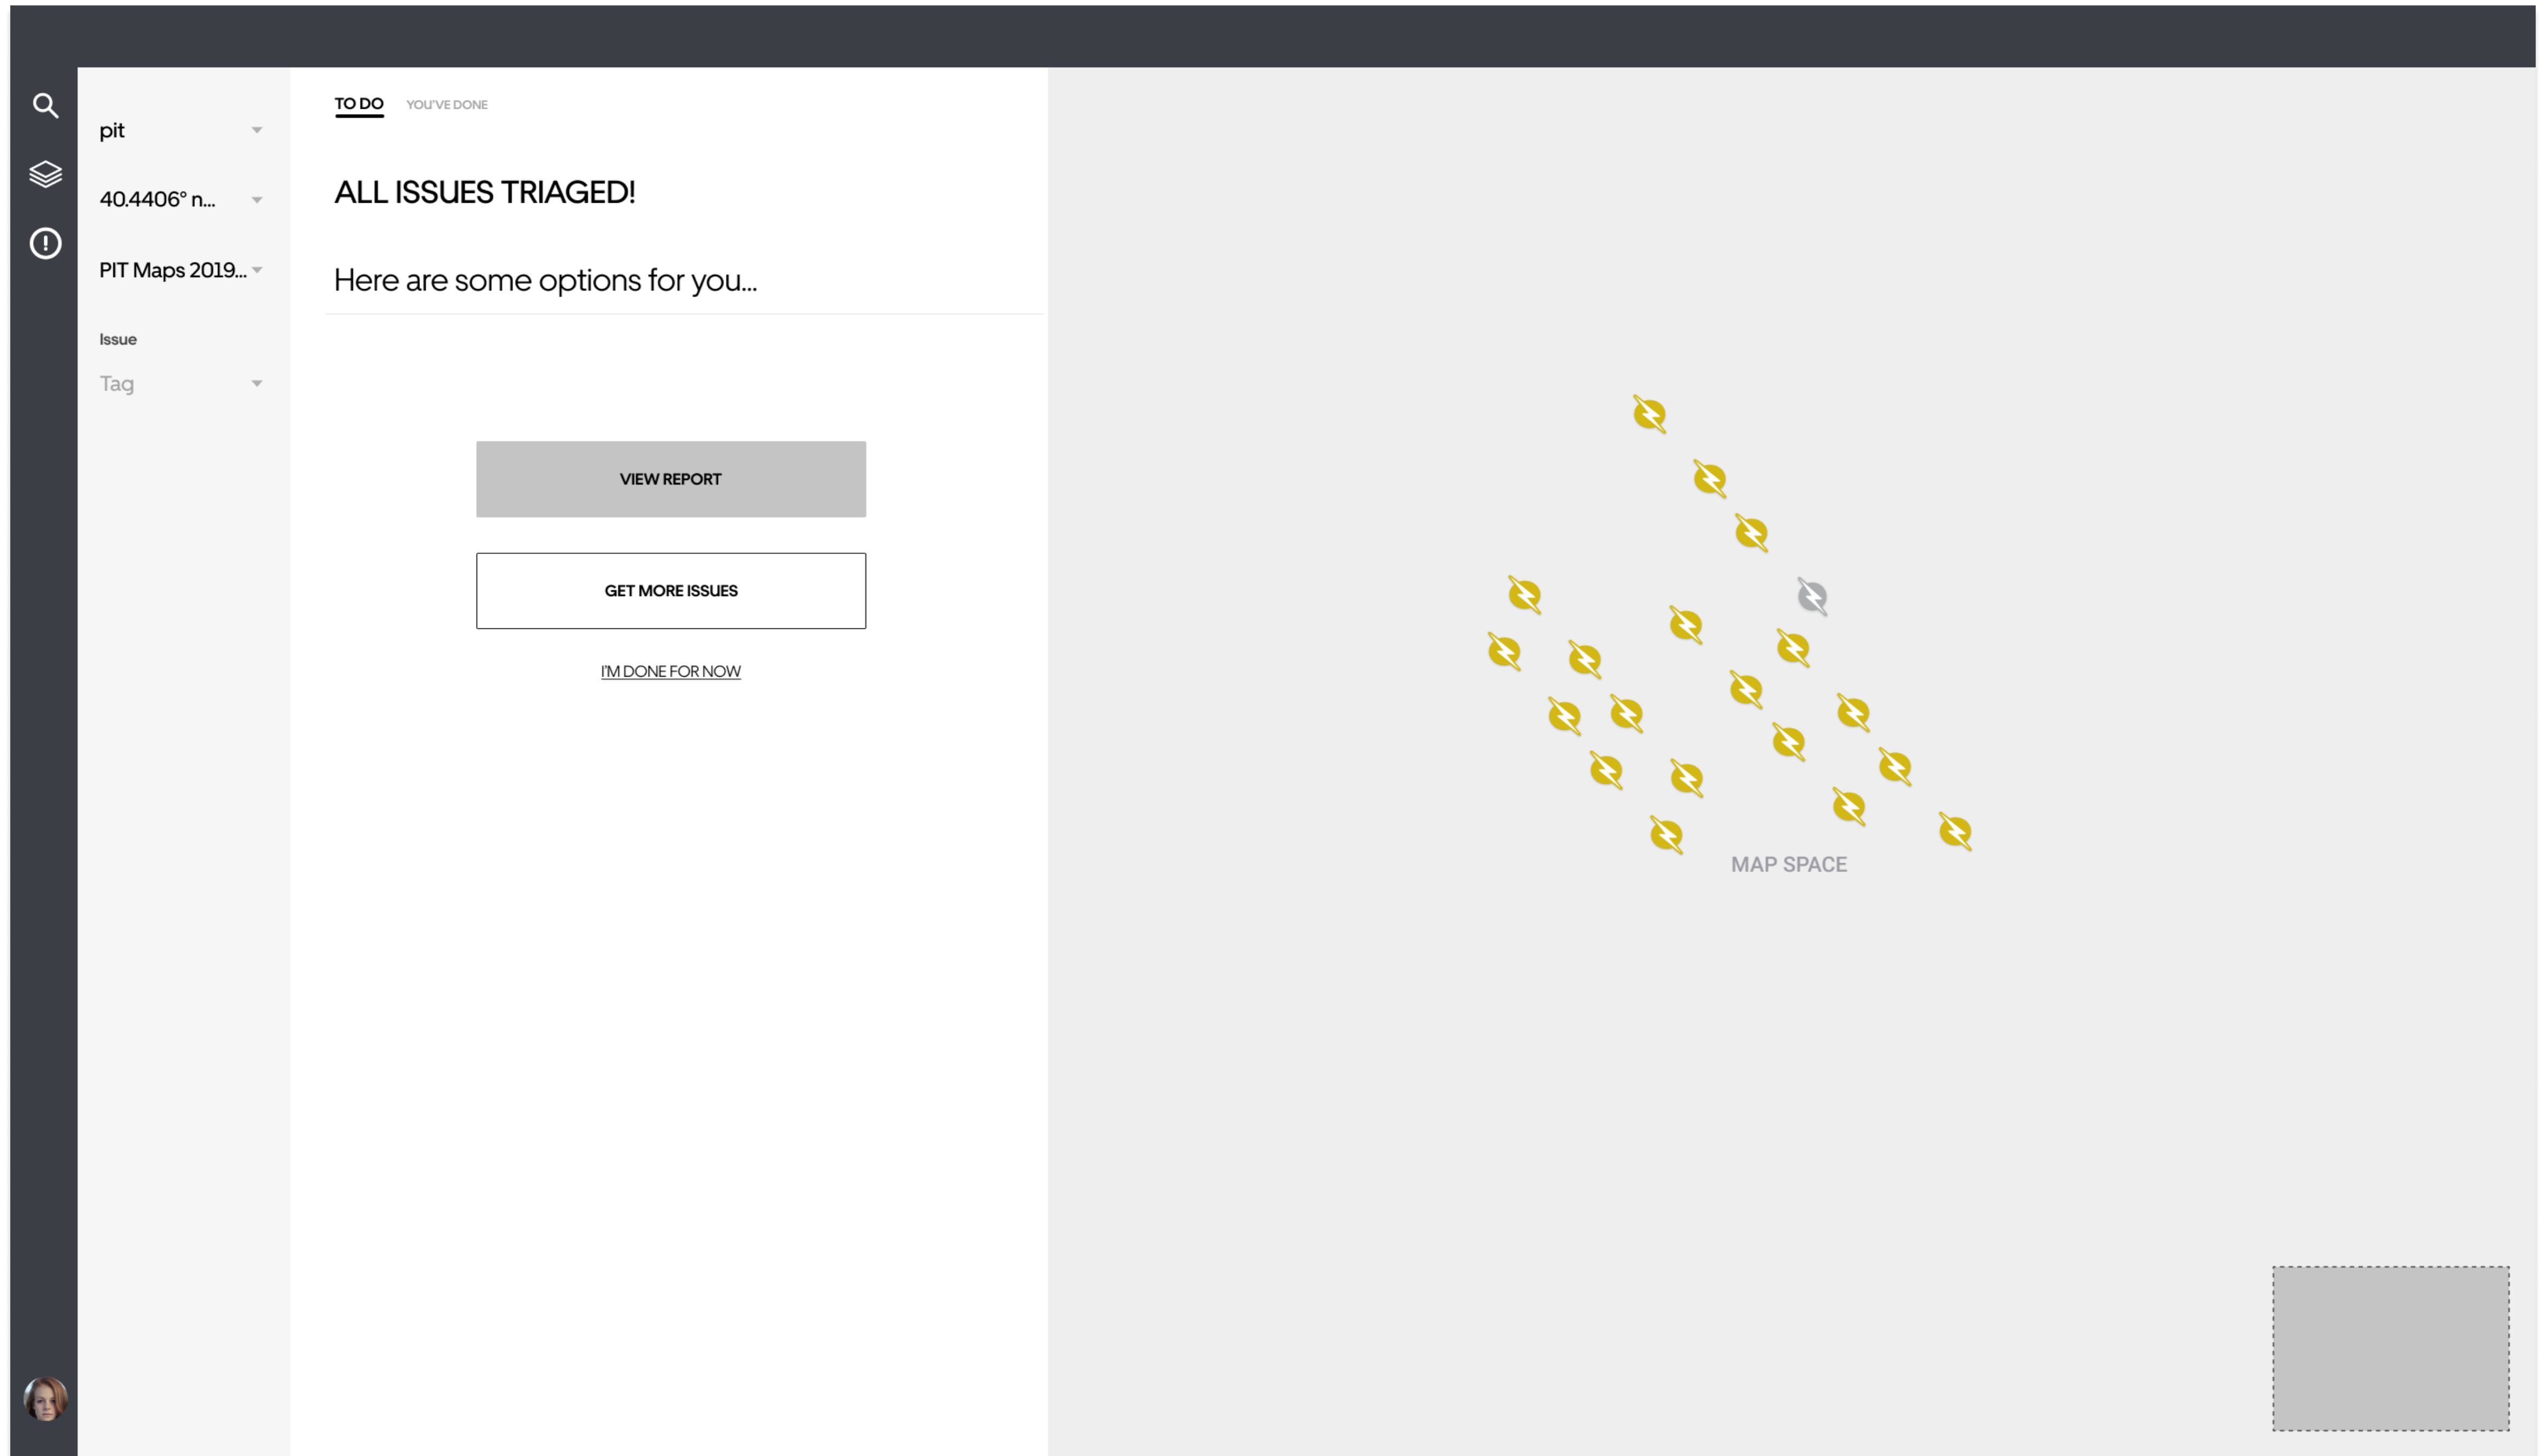 pit
40.4406° n...
PIT Maps 2019...
Issue
Tag
TO DO
YOU'VE DONE
ALL ISSUES TRIAGED!
Here are some options for you...
VIEW REPORT
GET MORE ISSUES
I'M DONE FOR NOW
MAP SPACE